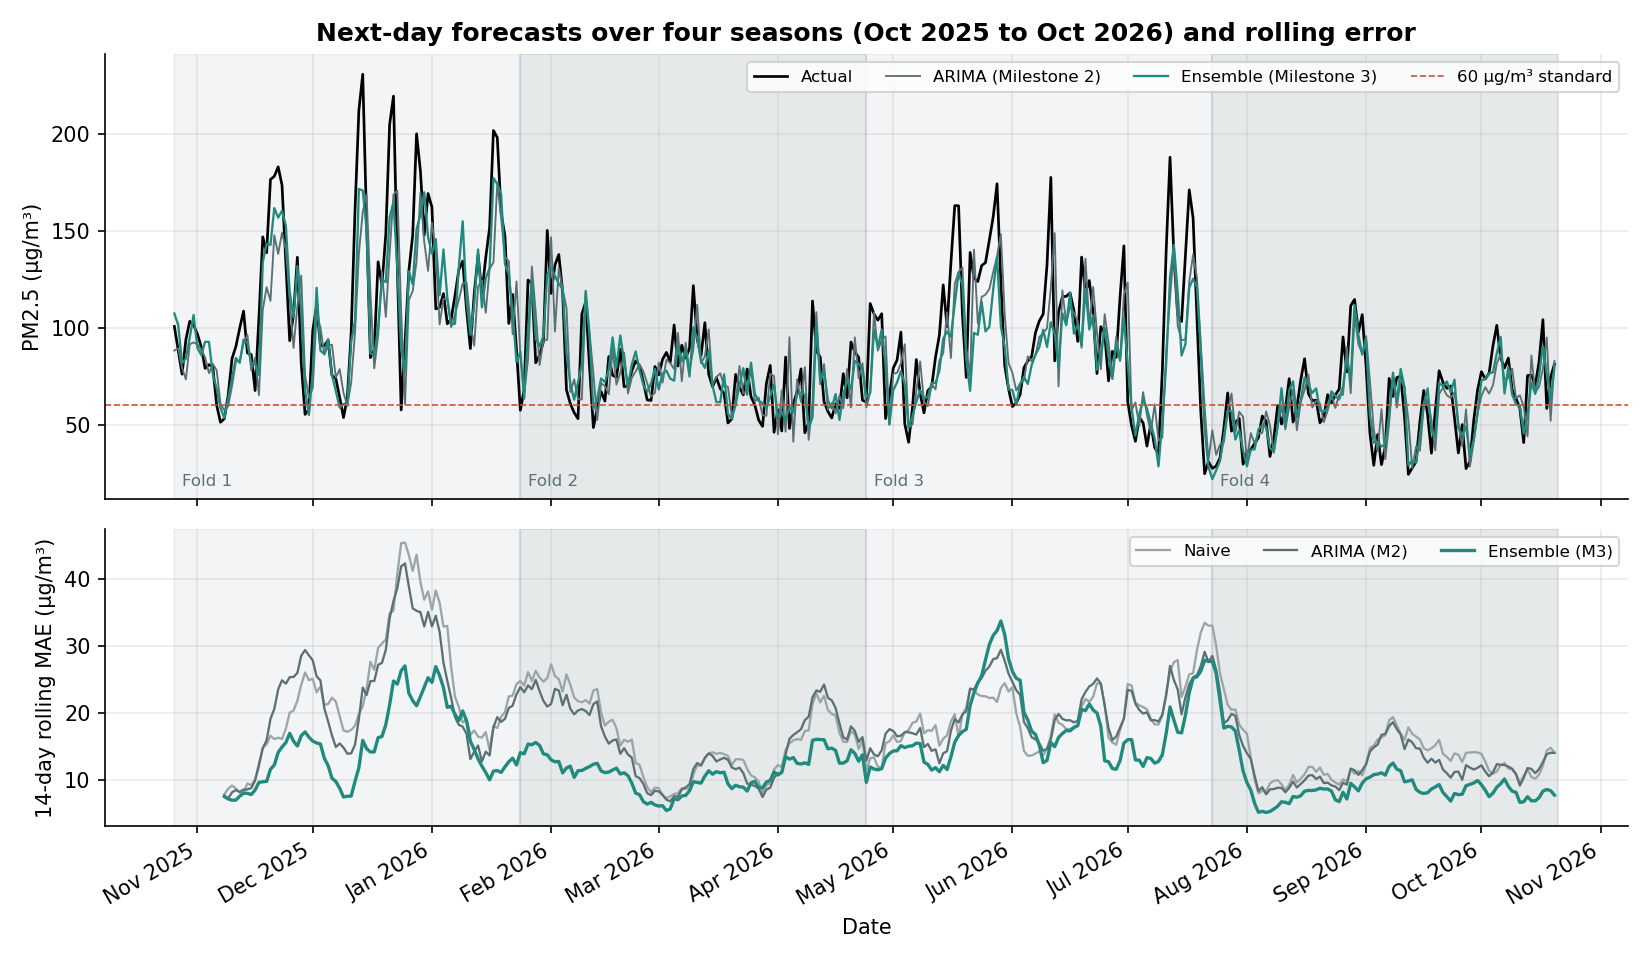 Next-day forecasts over four seasons (Oct 2025 to Oct 2026) and rolling error
Actual
ARIMA (Milestone 2)
Ensemble (Milestone 3)
60 µg/m³ standard
PM2.5 (µg/m³)
200
150
100
50
Fold 1
Fold 2
Fold 3
Fold 4
Naive
ARIMA (M2)
Ensemble (M3)
14-day rolling MAE (µg/m³)
40
30
20
10
Nov 2025
Dec 2025
Jan 2026
Feb 2026
Mar 2026
Apr 2026
May 2026
Jun 2026
Jul 2026
Aug 2026
Sep 2026
Oct 2026
Nov 2026
Date